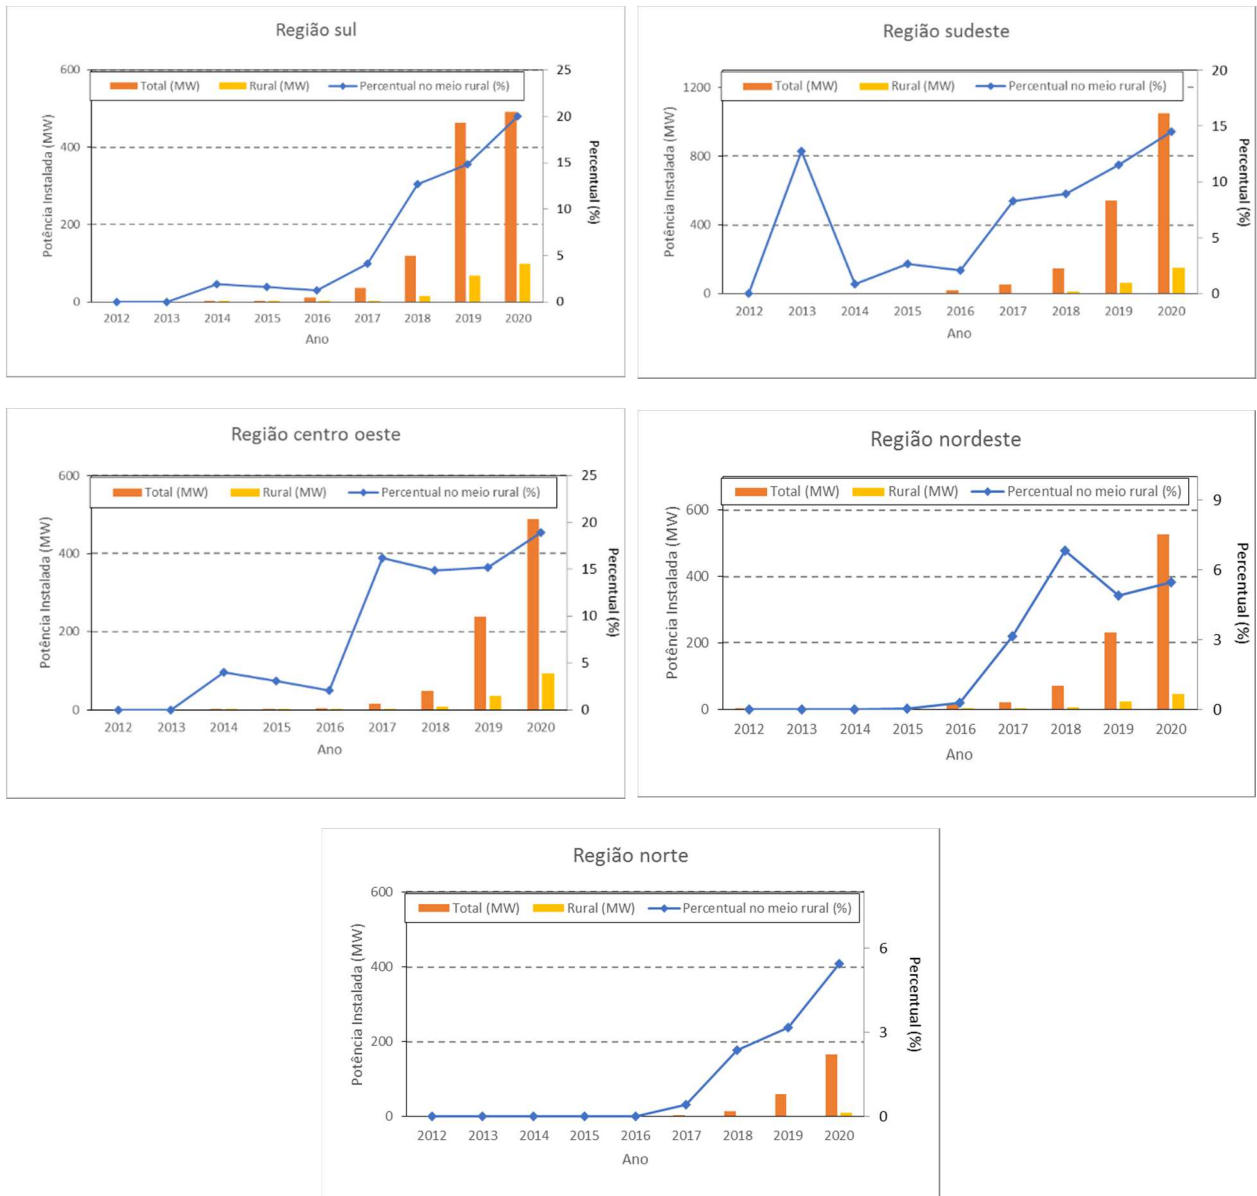 Região sul
600
400
200
0
Potência Instalada (MW)
Total (MW) Rural (MW) Percentual no meio rural (%)
25
20
15
10
5
0
Percentual (%)
2012 2013 2014 2015 2016 2017 2018 2019 2020
Ano
Região sudeste
1200
800
400
0
Potência Instalada (MW)
Total (MW) Rural (MW) Percentual no meio rural (%)
20
15
10
5
0
Percentual (%)
2012 2013 2014 2015 2016 2017 2018 2019 2020
Ano
Região centro oeste
600
400
200
0
Potência Instalada (MW)
Total (MW) Rural (MW) Percentual no meio rural (%)
25
20
15
10
5
0
Percentual (%)
2012 2013 2014 2015 2016 2017 2018 2019 2020
Ano
Região nordeste
600
400
200
0
Potência Instalada (MW)
Total (MW) Rural (MW) Percentual no meio rural (%)
9
6
3
0
Percentual (%)
2012 2013 2014 2015 2016 2017 2018 2019 2020
Ano
Região norte
600
400
200
0
Potência Instalada (MW)
Total (MW) Rural (MW) Percentual no meio rural (%)
6
3
0
Percentual (%)
2012 2013 2014 2015 2016 2017 2018 2019 2020
Ano